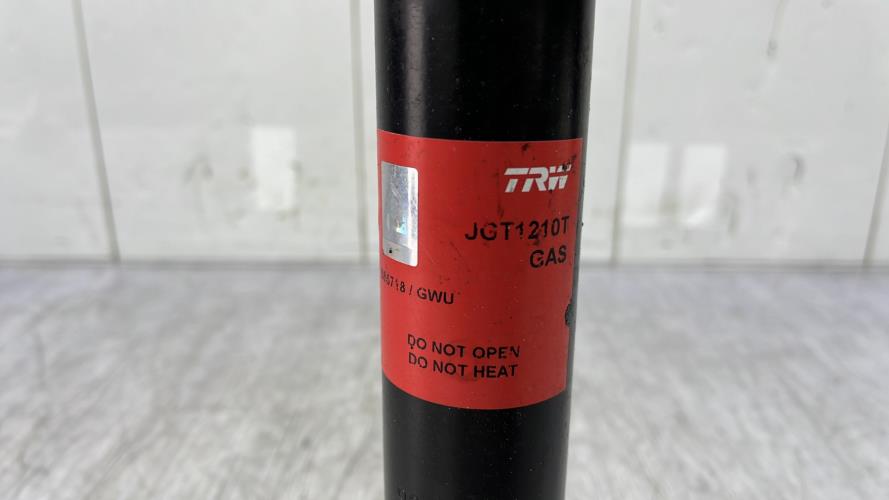 TRW
JGT1210T
GAS
/ GWU
DO NOT OPEN
DO NOT HEAT